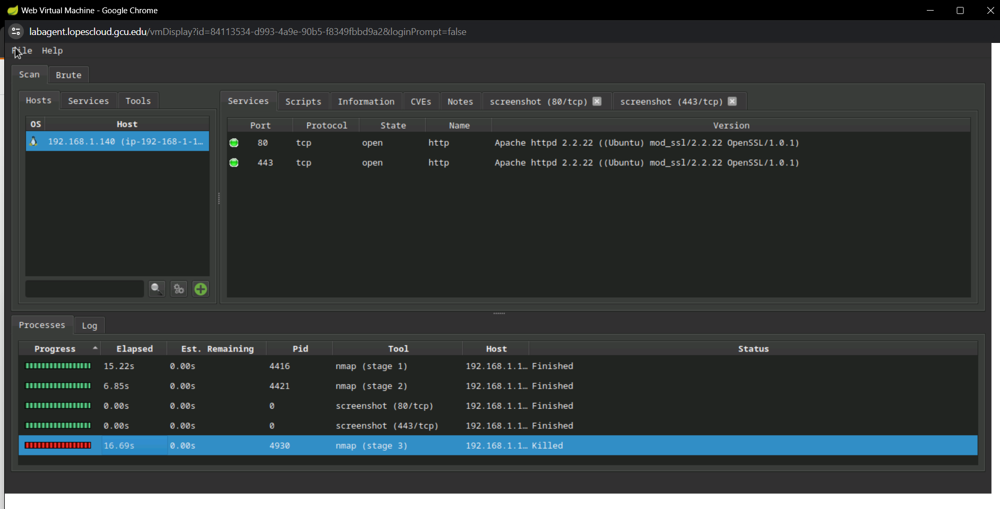 Web Virtual Machine - Google Chrome
labagent.lopescloud.gcu.edu/vmDisplay?id=84113534-d993-4a9e-90b5-f8349fbbd9a2&loginPrompt=false
File Help
Scan Brute
Hosts Services Tools
OS Host
192.168.1.140 (ip-192-168-1-1…
Services Scripts Information CVEs Notes screenshot (80/tcp) screenshot (443/tcp)
Port Protocol State Name Version
80 tcp open http Apache httpd 2.2.22 ((Ubuntu) mod_ssl/2.2.22 OpenSSL/1.0.1)
443 tcp open http Apache httpd 2.2.22 ((Ubuntu) mod_ssl/2.2.22 OpenSSL/1.0.1)
Processes Log
Progress Elapsed Est. Remaining Pid Tool Host Status
15.22s 0.00s 4416 nmap (stage 1) 192.168.1.1… Finished
6.85s 0.00s 4421 nmap (stage 2) 192.168.1.1… Finished
0.00s 0.00s 0 screenshot (80/tcp) 192.168.1.1… Finished
0.00s 0.00s 0 screenshot (443/tcp) 192.168.1.1… Finished
16.69s 0.00s 4930 nmap (stage 3) 192.168.1.1… Killed